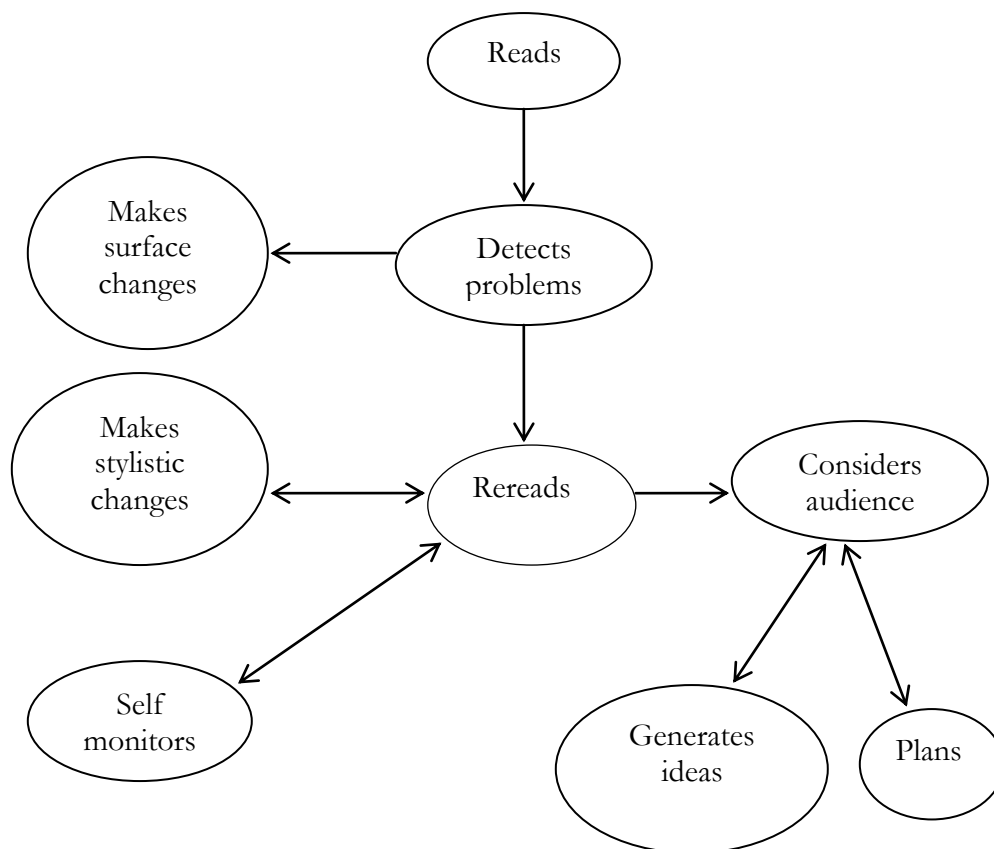 Reads
Makes
surface
changes
Detects
problems
Makes
stylistic
changes
Rereads
Considers
audience
Self
monitors
Generates
ideas
Plans